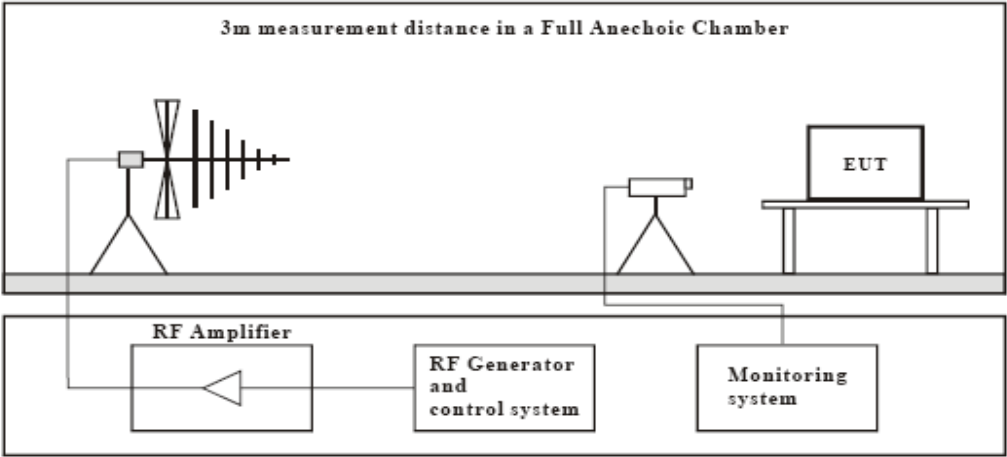 3m measurement distance in a Full Anechoic Chamber
EUT
RF Amplifier
RF Generator
and
control system
Monitoring
system